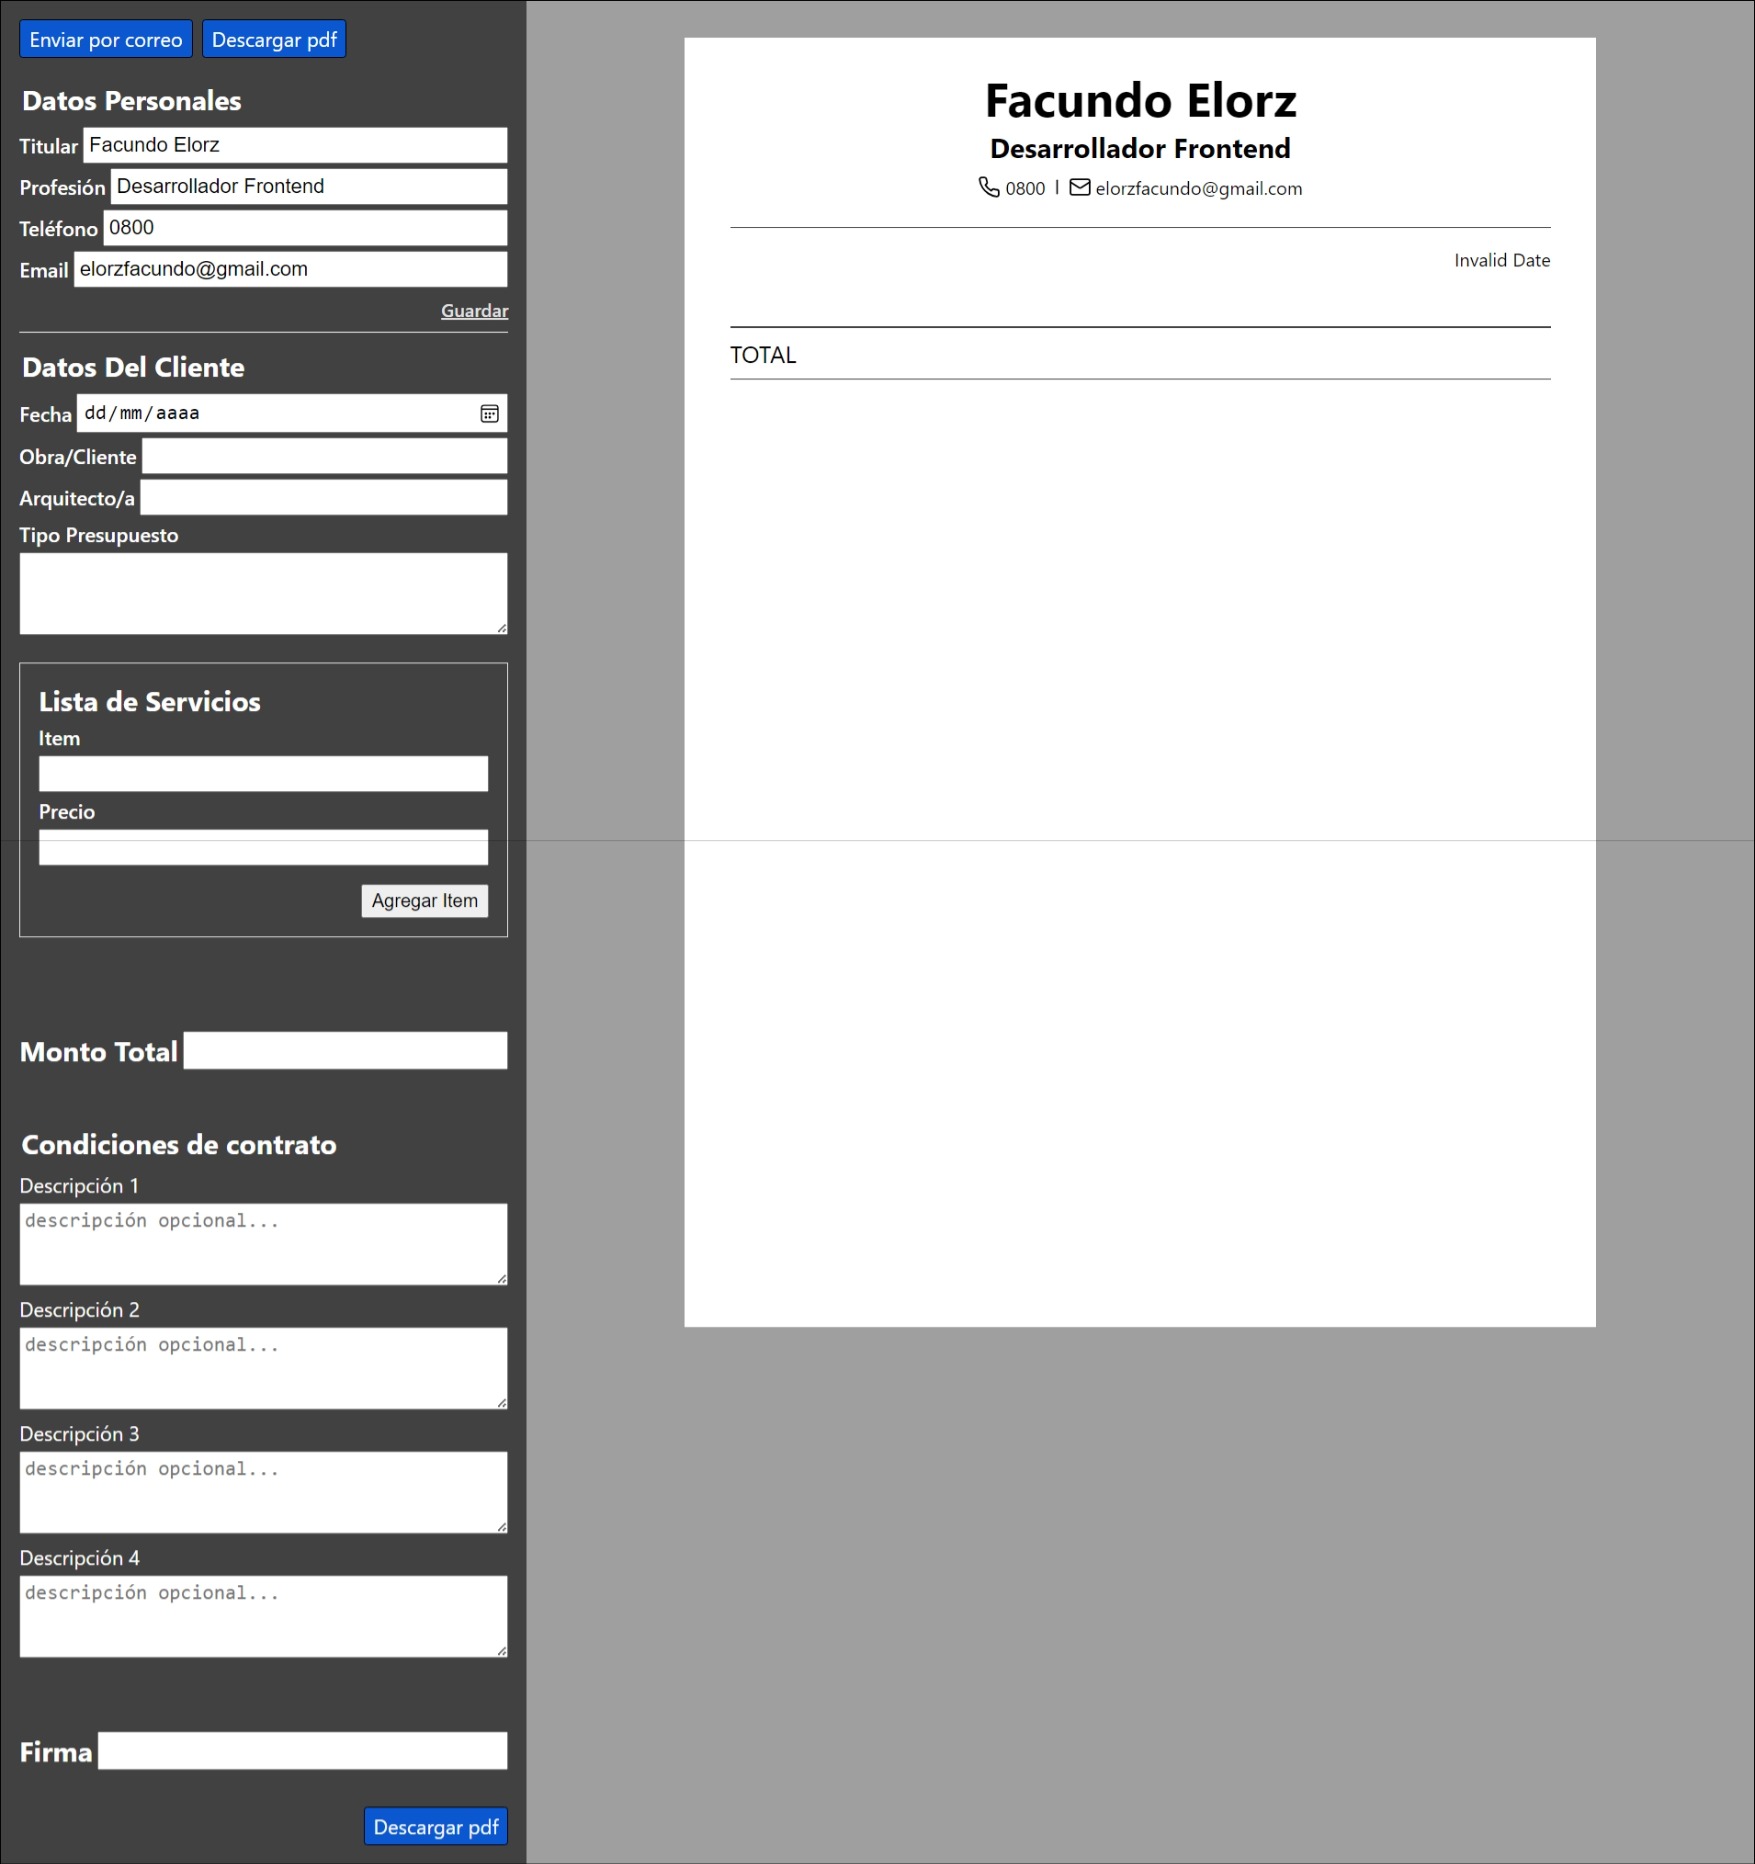 Enviar por correo Descargar pdf
Datos Personales
Titular Facundo Elorz
Profesión Desarrollador Frontend
Teléfono 0800
Email elorzfacundo@gmail.com
Guardar
Datos Del Cliente
Fecha dd/mm/aaaa
Obra/Cliente
Arquitecto/a
Tipo Presupuesto
Lista de Servicios
Item
Precio
Agregar Item
Monto Total
Condiciones de contrato
Descripción 1
descripción opcional...
Descripción 2
descripción opcional...
Descripción 3
descripción opcional...
Descripción 4
descripción opcional...
Firma
Descargar pdf
Facundo Elorz
Desarrollador Frontend
0800 | elorzfacundo@gmail.com
Invalid Date
TOTAL